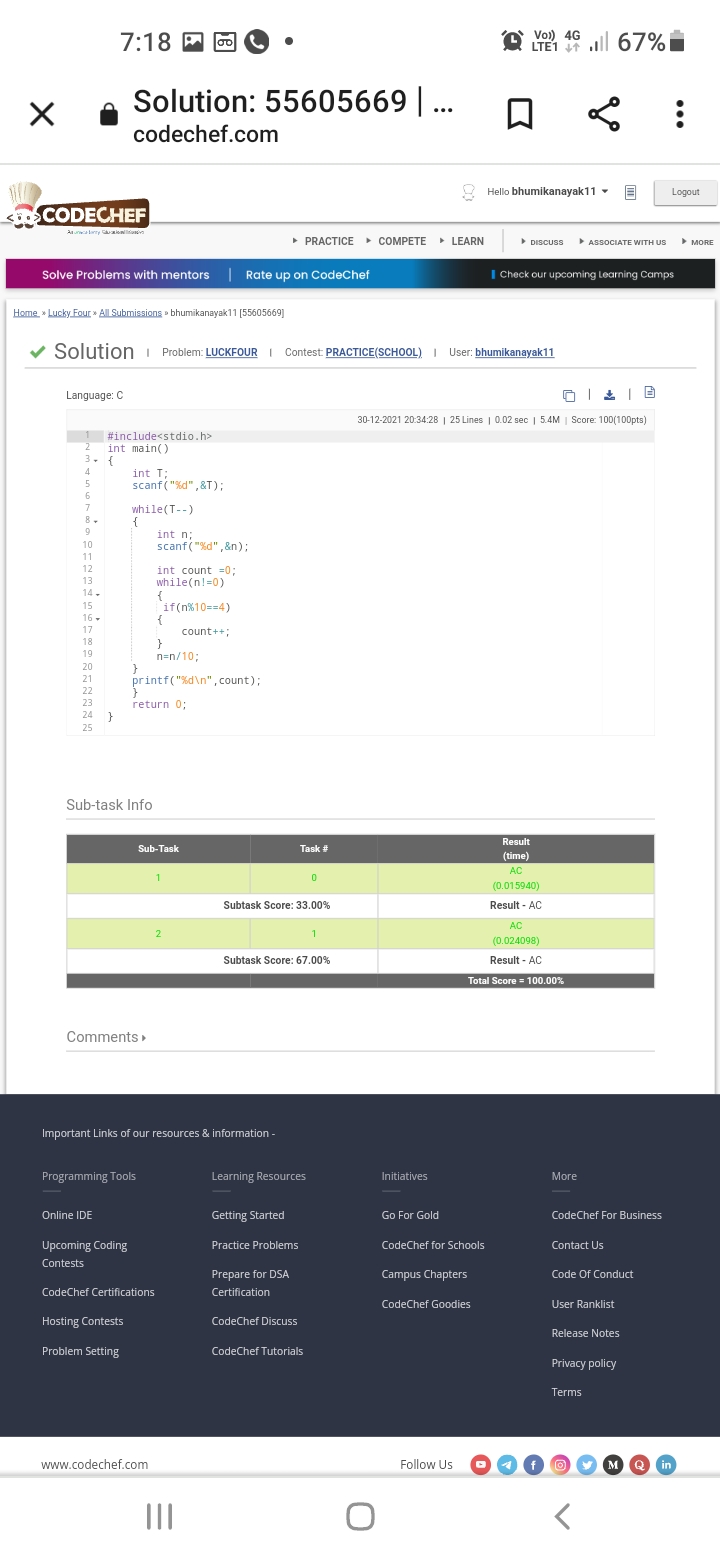 7:18 Vo) LTE1 4G 67%
Solution: 55605669 | ...
codechef.com
CODECHEF
Hello bhumikanayak11
Logout
PRACTICE COMPETE LEARN DISCUSS ASSOCIATE WITH US MORE
Solve Problems with mentors | Rate up on CodeChef Check our upcoming Learning Camps
Home » Lucky Four » All Submissions » bhumikanayak11 [55605669]
Solution | Problem: LUCKFOUR | Contest: PRACTICE(SCHOOL) | User: bhumikanayak11
Language: C
30-12-2021 20:34:28 | 25 Lines | 0.02 sec | 5.4M | Score: 100(100pts)
1 #include<stdio.h>
2 int main()
3 {
4 int T;
5 scanf("%d",&T);
6
7 while(T--)
8 {
9 int n;
10 scanf("%d",&n);
11
12 int count =0;
13 while(n!=0)
14 {
15 if(n%10==4)
16 {
17 count++;
18 }
19 n=n/10;
20 }
21 printf("%d\n",count);
22 }
23 return 0;
24 }
25
Sub-task Info
Sub-Task Task # Result
(time)
1 0 AC
(0.015940)
Subtask Score: 33.00% Result - AC
2 1 AC
(0.024098)
Subtask Score: 67.00% Result - AC
Total Score = 100.00%
Comments
Important Links of our resources & information -
Programming Tools
Online IDE
Upcoming Coding
Contests
CodeChef Certifications
Hosting Contests
Problem Setting
Learning Resources
Getting Started
Practice Problems
Prepare for DSA
Certification
CodeChef Discuss
CodeChef Tutorials
Initiatives
Go For Gold
CodeChef for Schools
Campus Chapters
CodeChef Goodies
More
CodeChef For Business
Contact Us
Code Of Conduct
User Ranklist
Release Notes
Privacy policy
Terms
www.codechef.com Follow Us